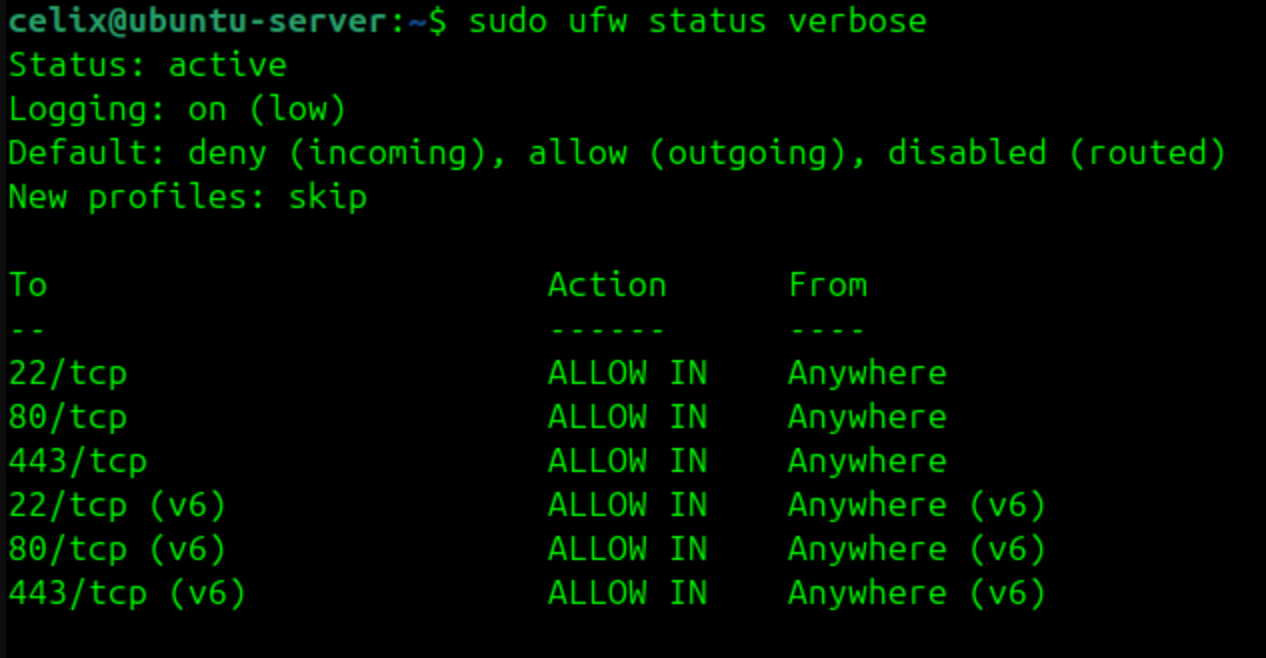 celix@ubuntu-server:~$ sudo ufw status verbose
Status: active
Logging: on (low)
Default: deny (incoming), allow (outgoing), disabled (routed)
New profiles: skip

To                         Action      From
--                         ------      ----
22/tcp                     ALLOW IN    Anywhere
80/tcp                     ALLOW IN    Anywhere
443/tcp                    ALLOW IN    Anywhere
22/tcp (v6)                ALLOW IN    Anywhere (v6)
80/tcp (v6)                ALLOW IN    Anywhere (v6)
443/tcp (v6)               ALLOW IN    Anywhere (v6)